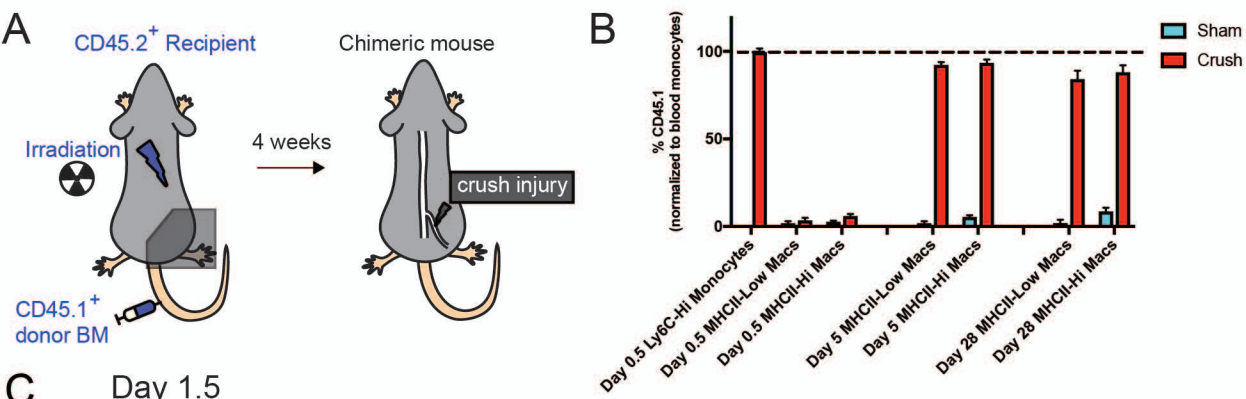 A
CD45.2+ Recipient
Irradiation
CD45.1+
donor BM
4 weeks
Chimeric mouse
crush injury
B
% CD45.1
(normalized to blood monocytes)
100
50
0
Sham
Crush
Day 0.5 Ly6C-Hi Monocytes
Day 0.5 MHCII-Low Macs
Day 0.5 MHCII-Hi Macs
Day 5 MHCII-Low Macs
Day 5 MHCII-Hi Macs
Day 28 MHCII-Low Macs
Day 28 MHCII-Hi Macs
C
Day 1.5